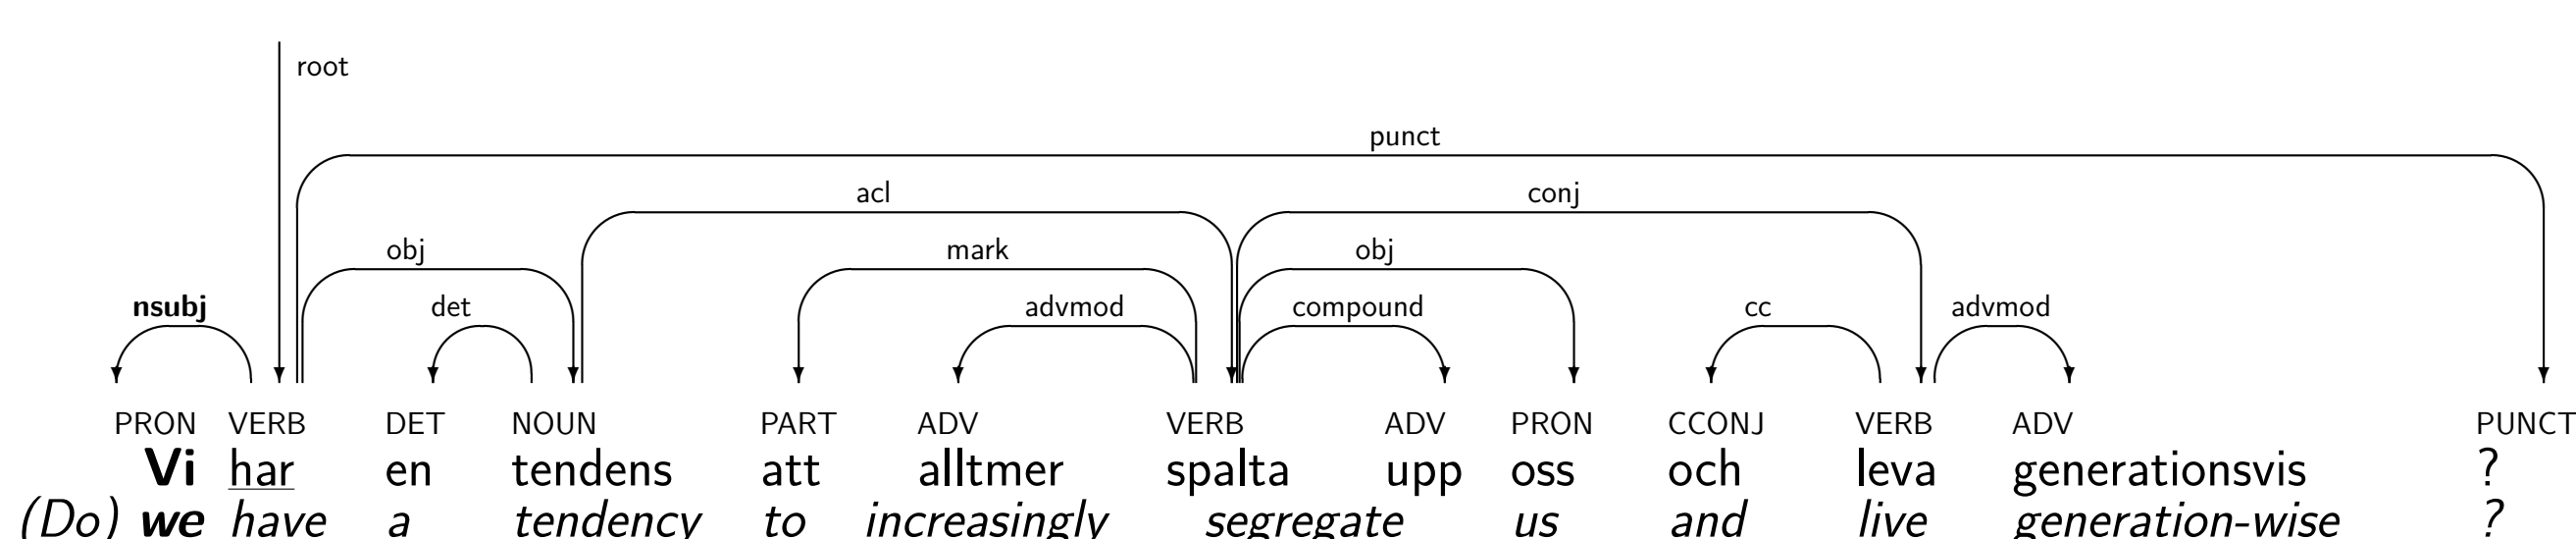 root
punct
acl conj
obj mark obj
nsubj det advmod compound cc advmod
PRON VERB DET NOUN PART ADV VERB ADV PRON CCONJ VERB ADV PUNCT
Vi har en tendens att alltmer spalta upp oss och leva generationsvis ?
(Do) we have a tendency to increasingly segregate us and live generation-wise ?